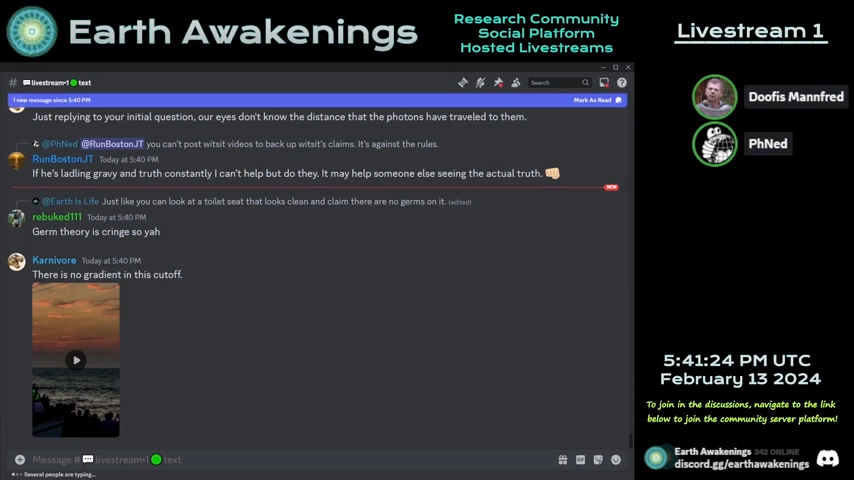 Earth Awakenings
Research Community
Social Platform
Hosted Livestreams
Livestream 1
# livestream•1 text
Search
1 new message since 5:40 PM
Mark As Read
Just replying to your initial question, our eyes don't know the distance that the photons have traveled to them.
@PhNed @RunBostonJT you can't post witsit videos to back up witsit's claims. It's against the rules.
RunBostonJT Today at 5:40 PM
If he's ladling gravy and truth constantly I can't help but do they. It may help someone else seeing the actual truth.
NEW
@Earth Is Life Just like you can look at a toilet seat that looks clean and claim there are no germs on it. (edited)
rebuked111 Today at 5:40 PM
Germ theory is cringe so yah
Karnivore Today at 5:40 PM
There is no gradient in this cutoff.
Message # livestream•1 text
GIF
Several people are typing...
Doofis Mannfred
PhNed
5:41:24 PM UTC
February 13 2024
To join in the discussions, navigate to the link
below to join the community server platform!
Earth Awakenings 342 ONLINE
discord.gg/earthawakenings